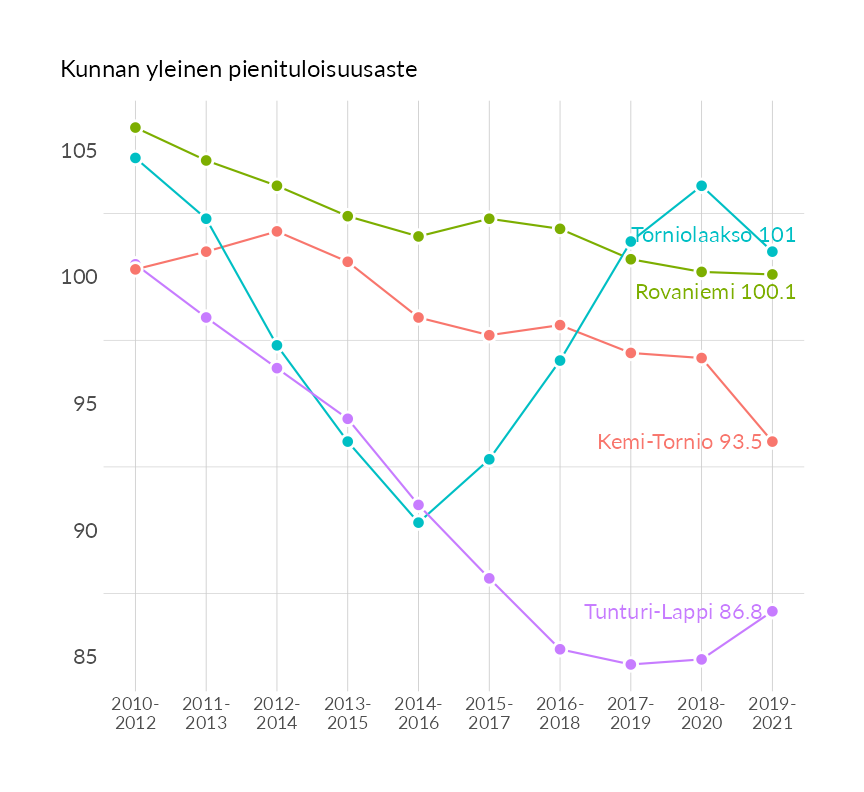 Kunnan yleinen pienituloisuusaste
105
100
95
90
85
Torniolaakso 101
Rovaniemi 100.1
Kemi-Tornio 93.5
Tunturi-Lappi 86.8
2010- 2011- 2012- 2013- 2014- 2015- 2016- 2017- 2018- 2019-
2012 2013 2014 2015 2016 2017 2018 2019 2020 2021